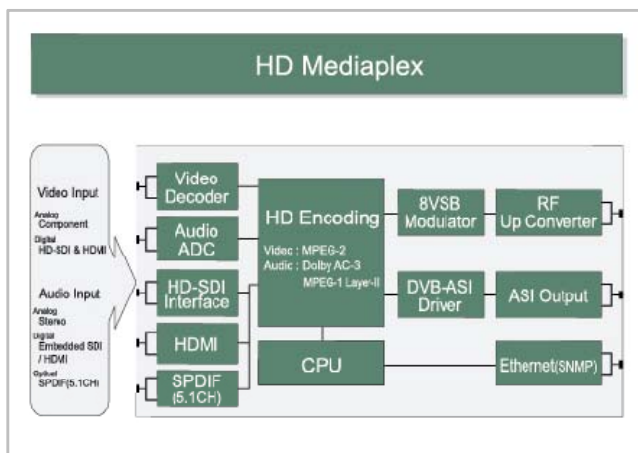 HD Mediaplex
Video Input
Analog
Component
Digital
HD-SDI & HDMI
Audio Input
Analog
Stereo
Digital
Embedded SDI
/ HDMI
Optical
SPDIF(5.1CH)
Video
Decoder
Audio
ADC
HD-SDI
Interface
HDMI
SPDIF
(5.1CH)
HD Encoding
Video : MPEG-2
Audio : Dolby AC-3
MPEG-1 Layer-II
CPU
8VSB
Modulator
RF
Up Converter
DVB-ASI
Driver
ASI Output
Ethernet(SNMP)